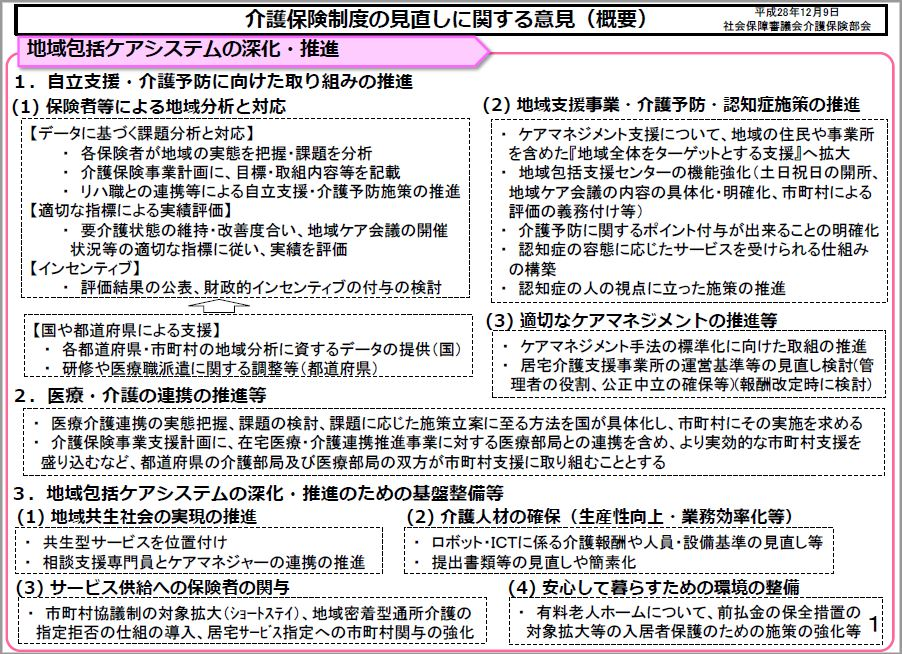 介護保険制度の見直しに関する意見（概要）
平成28年12月9日
社会保障審議会介護保険部会
地域包括ケアシステムの深化・推進
１．自立支援・介護予防に向けた取り組みの推進
(1) 保険者等による地域分析と対応
【データに基づく課題分析と対応】
・ 各保険者が地域の実態を把握・課題を分析
・ 介護保険事業計画に、目標・取組内容等を記載
・ リハ職との連携等による自立支援・介護予防施策の推進
【適切な指標による実績評価】
・ 要介護状態の維持・改善度合い、地域ケア会議の開催
状況等の適切な指標に従い、実績を評価
【インセンティブ】
・ 評価結果の公表、財政的インセンティブの付与の検討
【国や都道府県による支援】
・ 各都道府県・市町村の地域分析に資するデータの提供（国）
・ 研修や医療職派遣に関する調整等（都道府県）
(2) 地域支援事業・介護予防・認知症施策の推進
・ ケアマネジメント支援について、地域の住民や事業所
を含めた『地域全体をターゲットとする支援』へ拡大
・ 地域包括支援センターの機能強化（土日祝日の開所、
地域ケア会議の内容の具体化・明確化、市町村による
評価の義務付け等）
・ 介護予防に関するポイント付与が出来ることの明確化
・ 認知症の容態に応じたサービスを受けられる仕組み
の構築
・ 認知症の人の視点に立った施策の推進
(3) 適切なケアマネジメントの推進等
・ ケアマネジメント手法の標準化に向けた取組の推進
・ 居宅介護支援事業所の運営基準等の見直し検討（管
理者の役割、公正中立の確保等）（報酬改定時に検討）
２．医療・介護の連携の推進等
・ 医療介護連携の実態把握、課題の検討、課題に応じた施策立案に至る方法を国が具体化し、市町村にその実施を求める
・ 介護保険事業支援計画に、在宅医療・介護連携推進事業に対する医療部局との連携を含め、より実効的な市町村支援を
盛り込むなど、都道府県の介護部局及び医療部局の双方が市町村支援に取り組むこととする
３．地域包括ケアシステムの深化・推進のための基盤整備等
(1) 地域共生社会の実現の推進
・ 共生型サービスを位置付け
・ 相談支援専門員とケアマネジャーの連携の推進
(2) 介護人材の確保（生産性向上・業務効率化等）
・ ロボット・ICTに係る介護報酬や人員・設備基準の見直し等
・ 提出書類等の見直しや簡素化
(3) サービス供給への保険者の関与
・ 市町村協議制の対象拡大（ショートステイ）、地域密着型通所介護の
指定拒否の仕組の導入、居宅サービス指定への市町村関与の強化
(4) 安心して暮らすための環境の整備
・ 有料老人ホームについて、前払金の保全措置の
対象拡大等の入居者保護のための施策の強化等
1